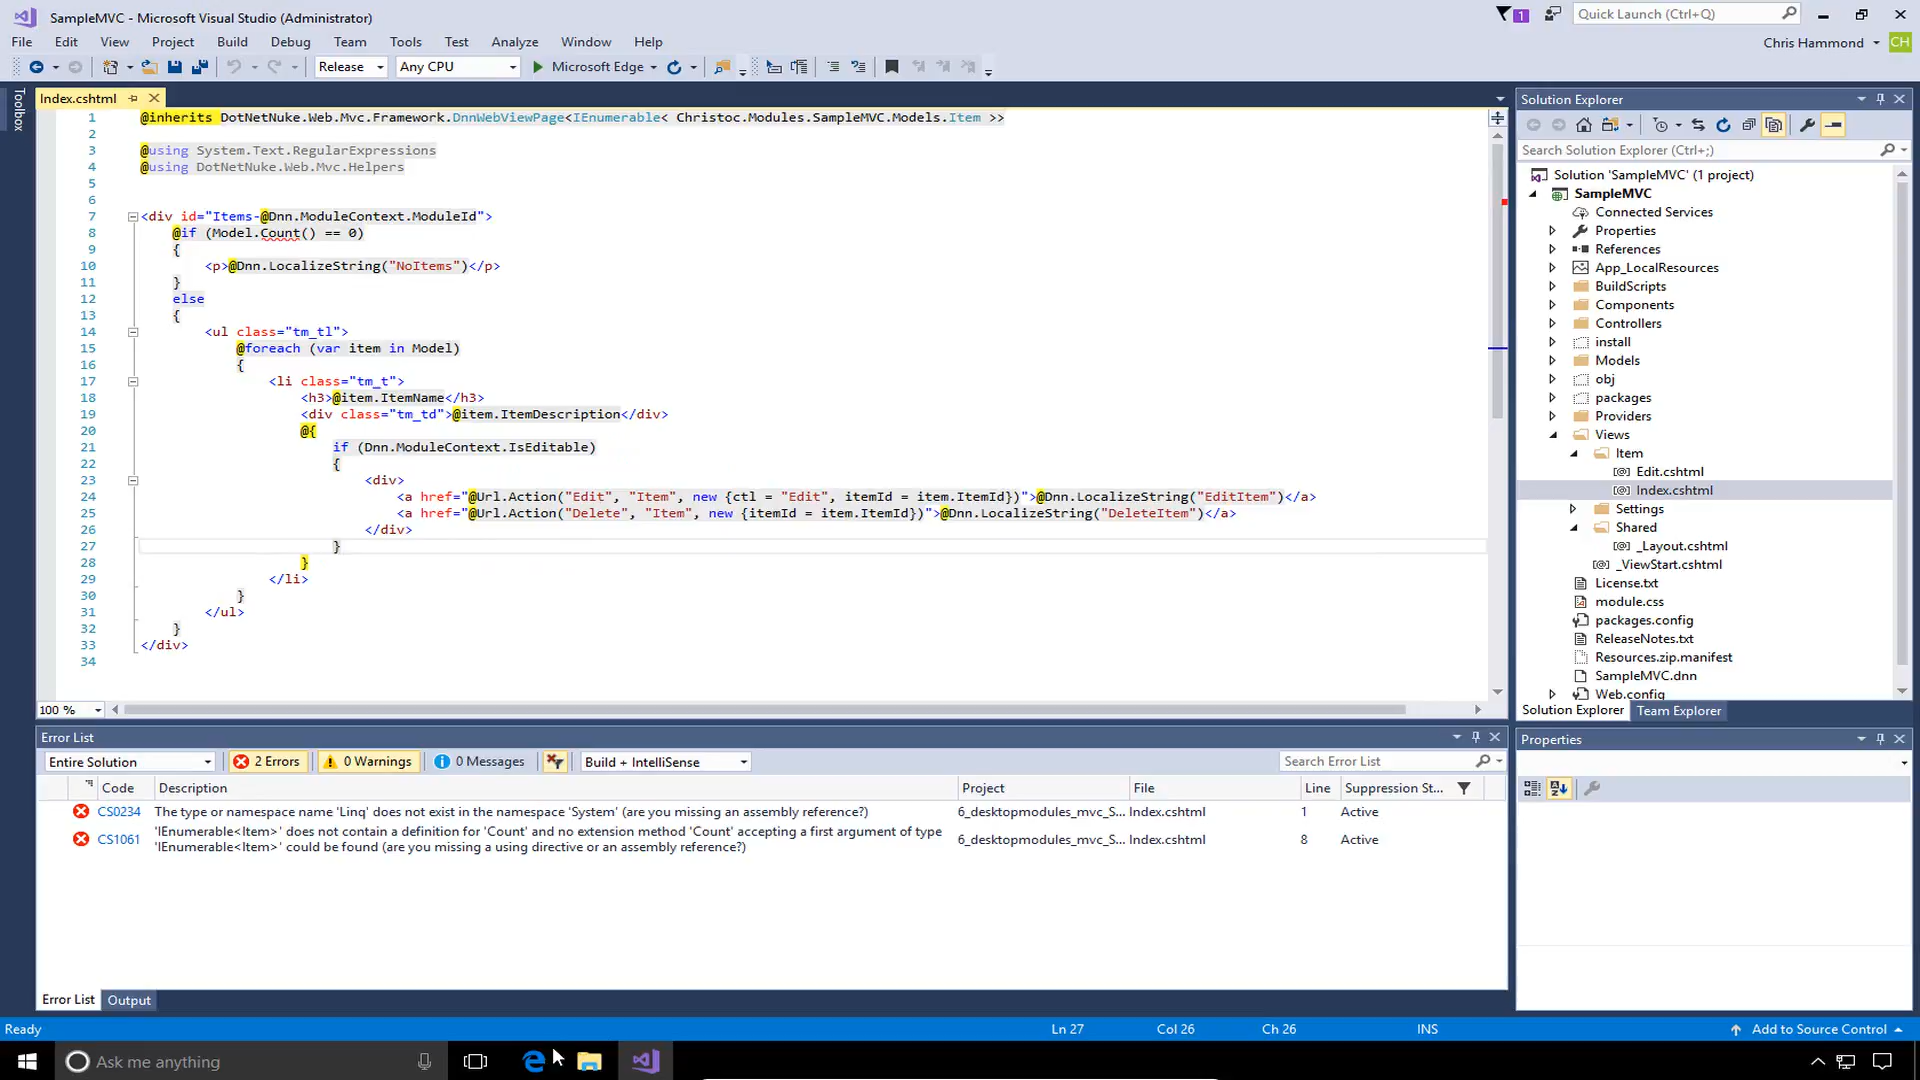 SampleMVC - Microsoft Visual Studio (Administrator)
1
Quick Launch (Ctrl+Q)
File Edit View Project Build Debug Team Tools Test Analyze Window Help
Chris Hammond
CH
Release
Any CPU
Microsoft Edge
Toolbox
Index.cshtml
1 @inherits DotNetNuke.Web.Mvc.Framework.DnnWebViewPage<IEnumerable< Christoc.Modules.SampleMVC.Models.Item >>
2
3 @using System.Text.RegularExpressions
4 @using DotNetNuke.Web.Mvc.Helpers
5
6
7 <div id="Items-@Dnn.ModuleContext.ModuleId">
8 @if (Model.Count() == 0)
9 {
10 <p>@Dnn.LocalizeString("NoItems")</p>
11 }
12 else
13 {
14 <ul class="tm_tl">
15 @foreach (var item in Model)
16 {
17 <li class="tm_t">
18 <h3>@item.ItemName</h3>
19 <div class="tm_td">@item.ItemDescription</div>
20 @{
21 if (Dnn.ModuleContext.IsEditable)
22 {
23 <div>
24 <a href="@Url.Action("Edit", "Item", new {ctl = "Edit", itemId = item.ItemId})">@Dnn.LocalizeString("EditItem")</a>
25 <a href="@Url.Action("Delete", "Item", new {itemId = item.ItemId})">@Dnn.LocalizeString("DeleteItem")</a>
26 </div>
27 }
28 }
29 </li>
30 }
31 </ul>
32 }
33 </div>
34
100 %
Solution Explorer
Search Solution Explorer (Ctrl+;)
Solution 'SampleMVC' (1 project)
SampleMVC
Connected Services
Properties
References
App_LocalResources
BuildScripts
Components
Controllers
install
Models
obj
packages
Providers
Views
Item
Edit.cshtml
Index.cshtml
Settings
Shared
_Layout.cshtml
_ViewStart.cshtml
License.txt
module.css
packages.config
ReleaseNotes.txt
Resources.zip.manifest
SampleMVC.dnn
Web.config
Solution Explorer Team Explorer
Properties
Error List
Entire Solution
2 Errors
0 Warnings
0 Messages
Build + IntelliSense
Search Error List
Code Description Project File Line Suppression St...
CS0234 The type or namespace name 'Linq' does not exist in the namespace 'System' (are you missing an assembly reference?) 6_desktopmodules_mvc_S... Index.cshtml 1 Active
CS1061 'IEnumerable<Item>' does not contain a definition for 'Count' and no extension method 'Count' accepting a first argument of type
'IEnumerable<Item>' could be found (are you missing a using directive or an assembly reference?) 6_desktopmodules_mvc_S... Index.cshtml 8 Active
Error List Output
Ready
Ln 27
Col 26
Ch 26
INS
Add to Source Control
Ask me anything